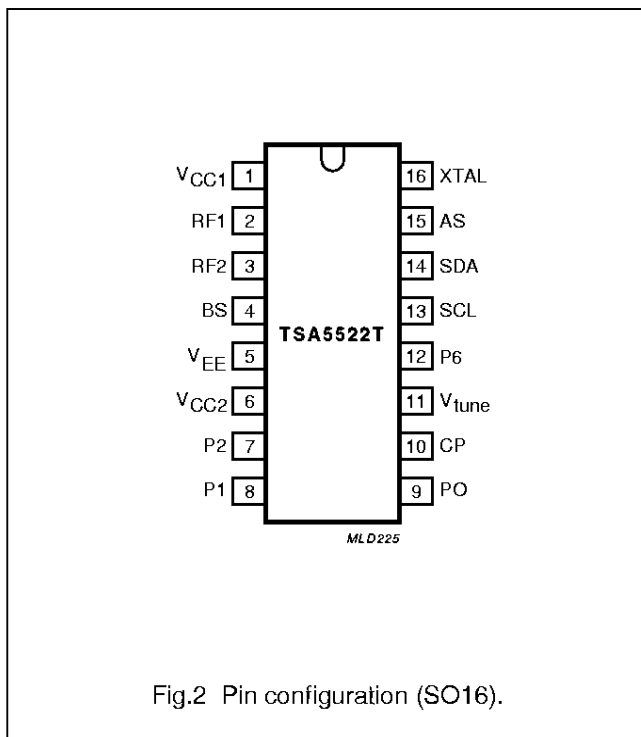 VCC1 1 16 XTAL
RF1 2 15 AS
RF2 3 14 SDA
BS 4 13 SCL
TSA5522T
VEE 5 12 P6
VCC2 6 11 Vtune
P2 7 10 CP
P1 8 9 PO
MLD225
Fig.2 Pin configuration (SO16).